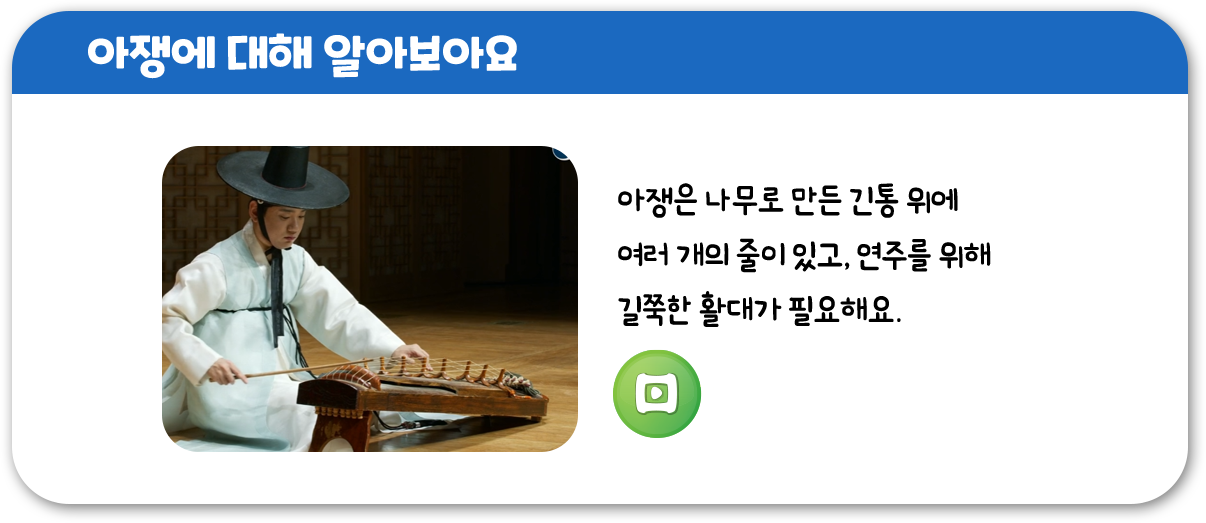 아쟁에 대해 알아보아요
아쟁은 나무로 만든 긴통 위에
여러 개의 줄이 있고, 연주를 위해
길쭉한 활대가 필요해요.